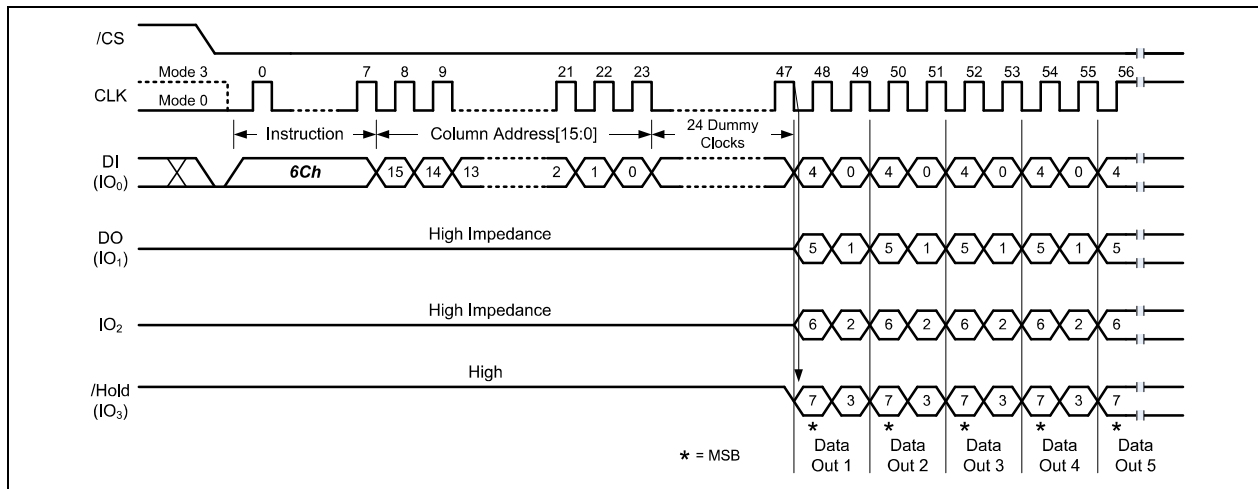 /CS
Mode 3 0 7 8 9 21 22 23 47 48 49 50 51 52 53 54 55 56
CLK Mode 0
Instruction Column Address[15:0] 24 Dummy Clocks
DI (IO0) 6Ch 15 14 13 2 1 0 4 0 4 0 4 0 4 0 4
DO (IO1) High Impedance 5 1 5 1 5 1 5 1 5
IO2 High Impedance 6 2 6 2 6 2 6 2 6
/Hold (IO3) High 7 3 7 3 7 3 7 3 7
* * * * *
* = MSB
Data Out 1 Data Out 2 Data Out 3 Data Out 4 Data Out 5